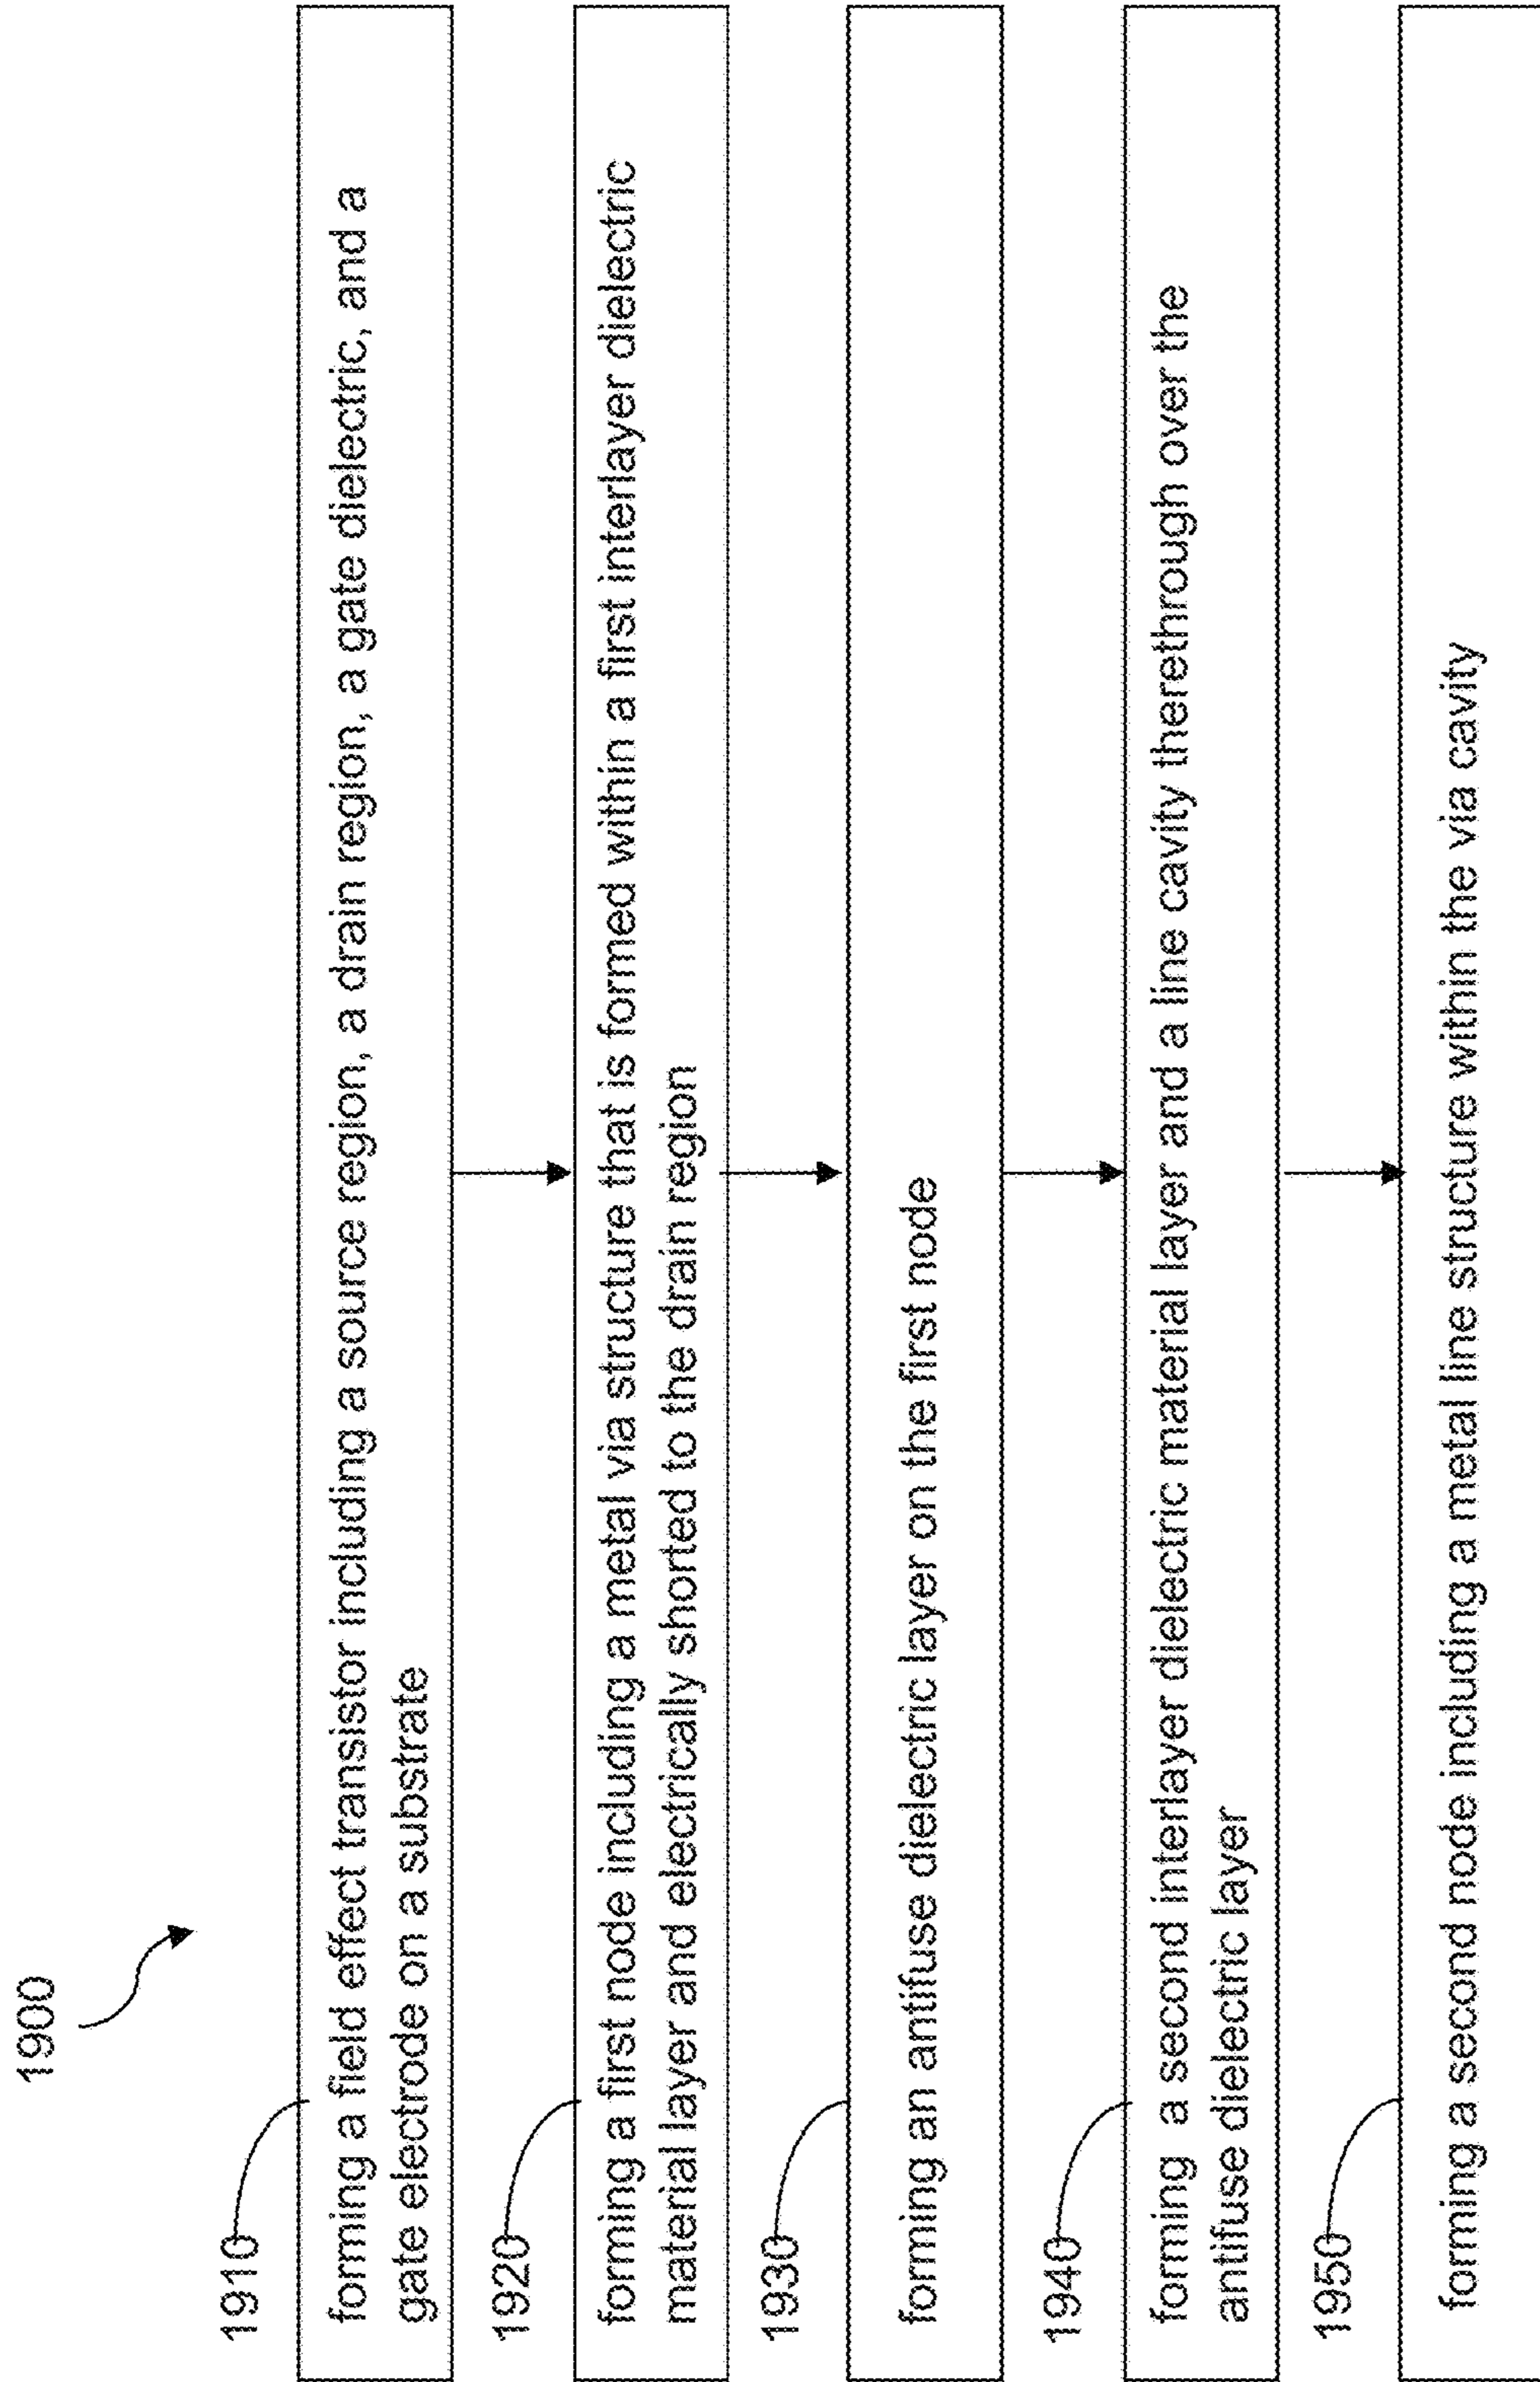 1900
1910
forming a field effect transistor including a source region, a drain region, a gate dielectric, and a
gate electrode on a substrate
1920
forming a first node including a metal via structure that is formed within a first interlayer dielectric
material layer and electrically shorted to the drain region
1930
forming an antifuse dielectric layer on the first node
1940
forming a second interlayer dielectric material layer and a line cavity therethrough over the
antifuse dielectric layer
1950
forming a second node including a metal line structure within the via cavity